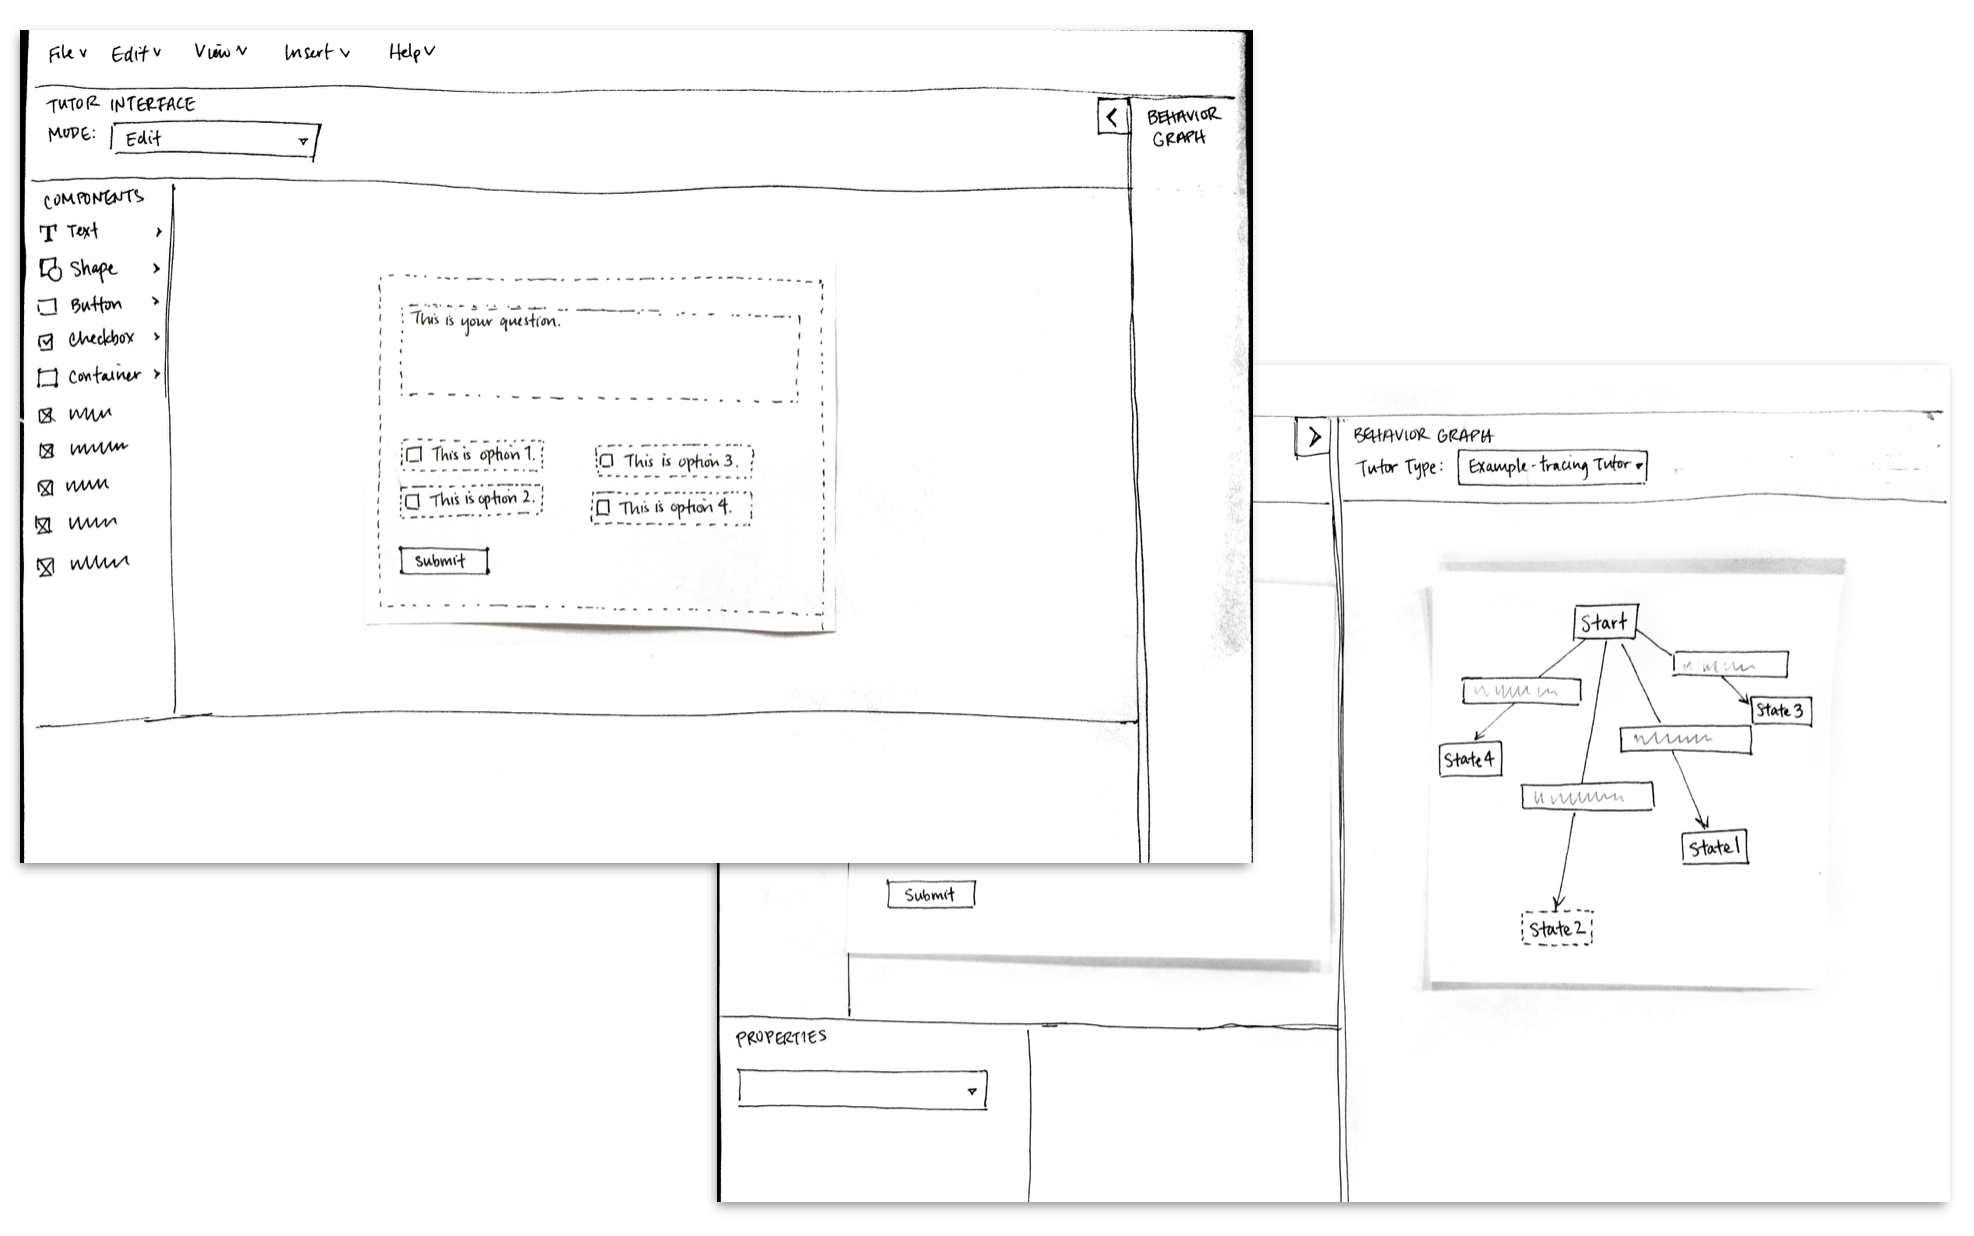 File Edit View Insert Help
TUTOR INTERFACE
MODE: Edit
BEHAVIOR
GRAPH
COMPONENTS
Text
Shape
Button
Checkbox
Container
This is your question.
This is option 1.
This is option 2.
This is option 3.
This is option 4.
Submit
BEHAVIOR GRAPH
Tutor Type: Example-tracing Tutor
Start
State 3
State 4
State 1
State 2
Submit
PROPERTIES